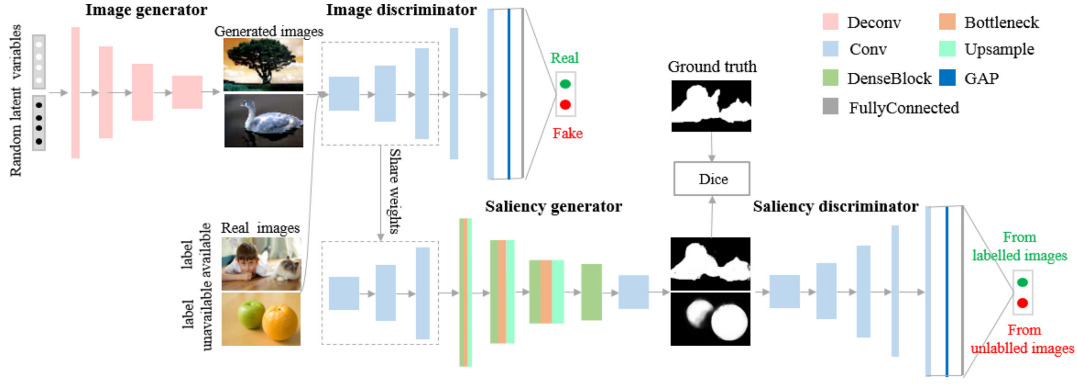 Image generator
Image discriminator
Random latent variables
Generated images
Real
Fake
Ground truth
Deconv
Bottleneck
Conv
Upsample
DenseBlock
GAP
FullyConnected
Share weights
Dice
Saliency generator
Saliency discriminator
Real images
label
available
label
unavailable
From
labelled images
From
unlablled images